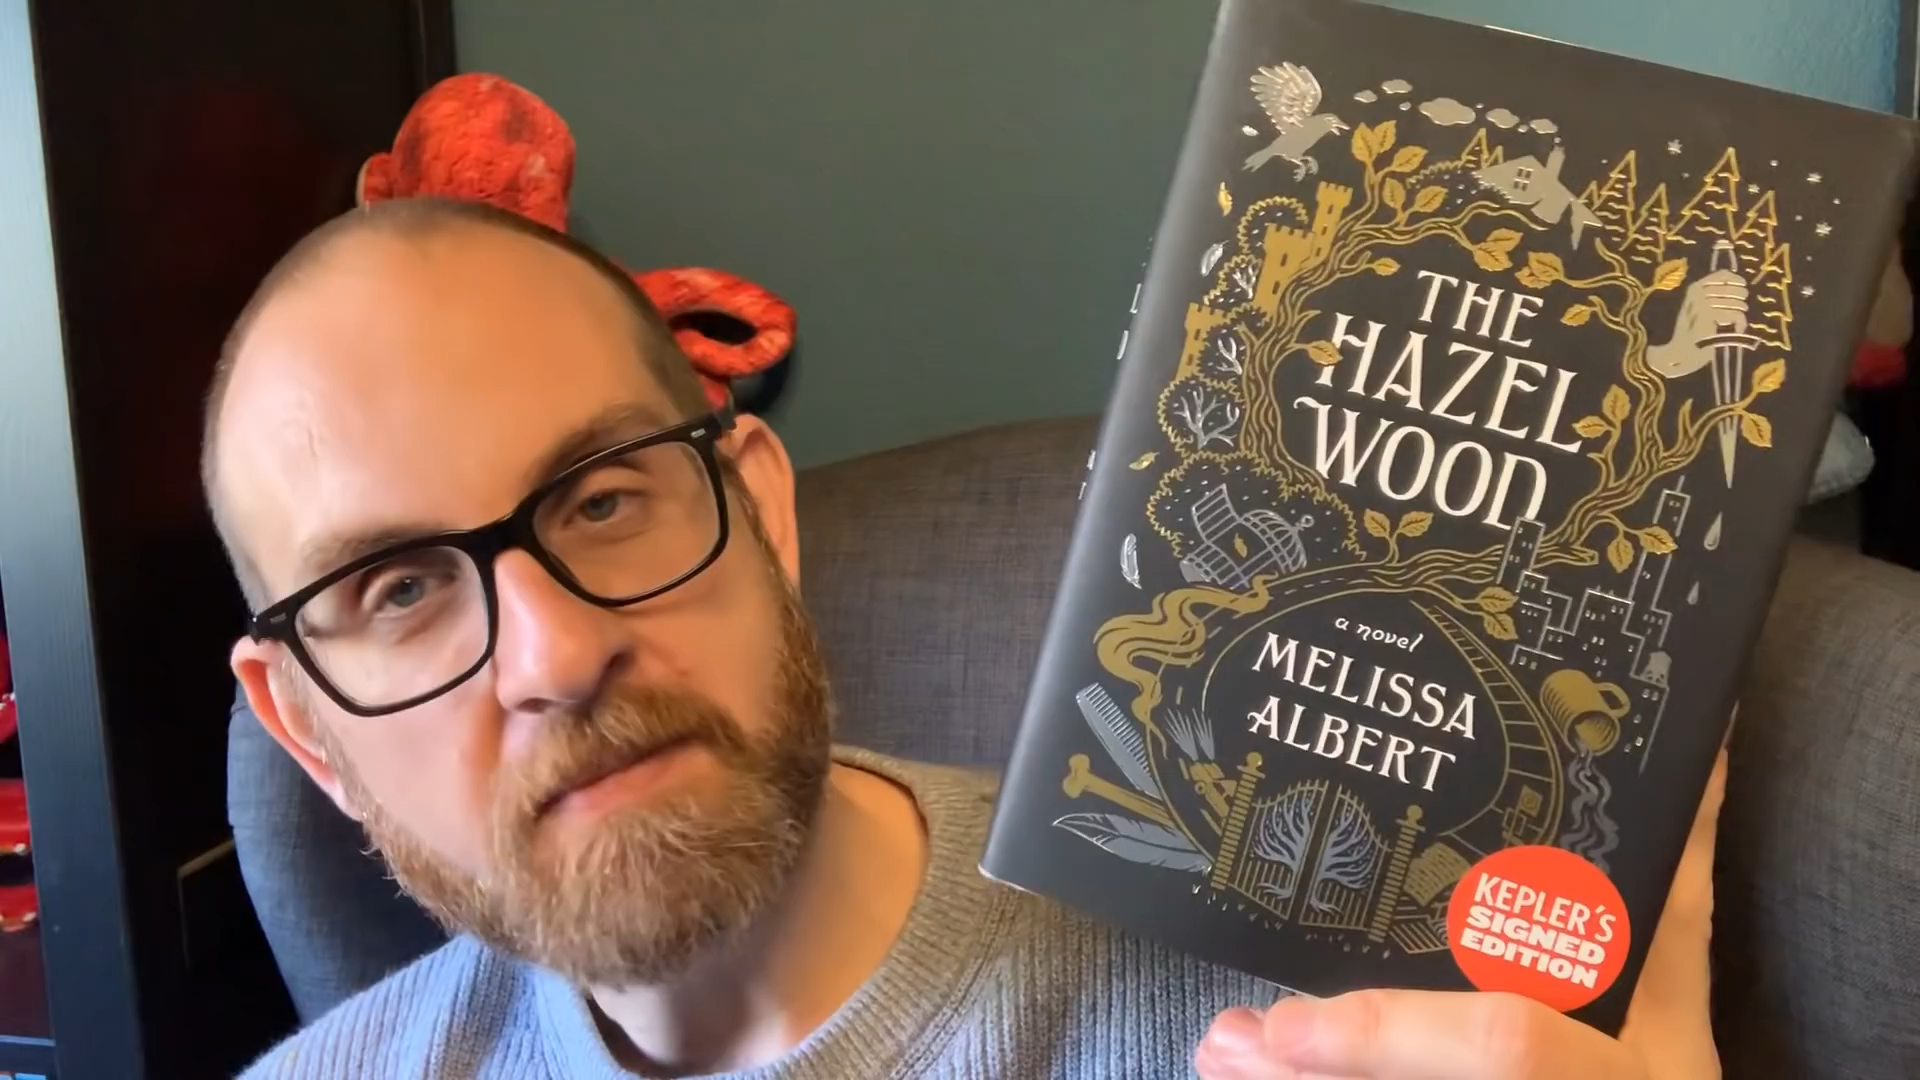 THE
HAZEL
WOOD
a novel
MELISSA
ALBERT
KEPLER'S
SIGNED
EDITION